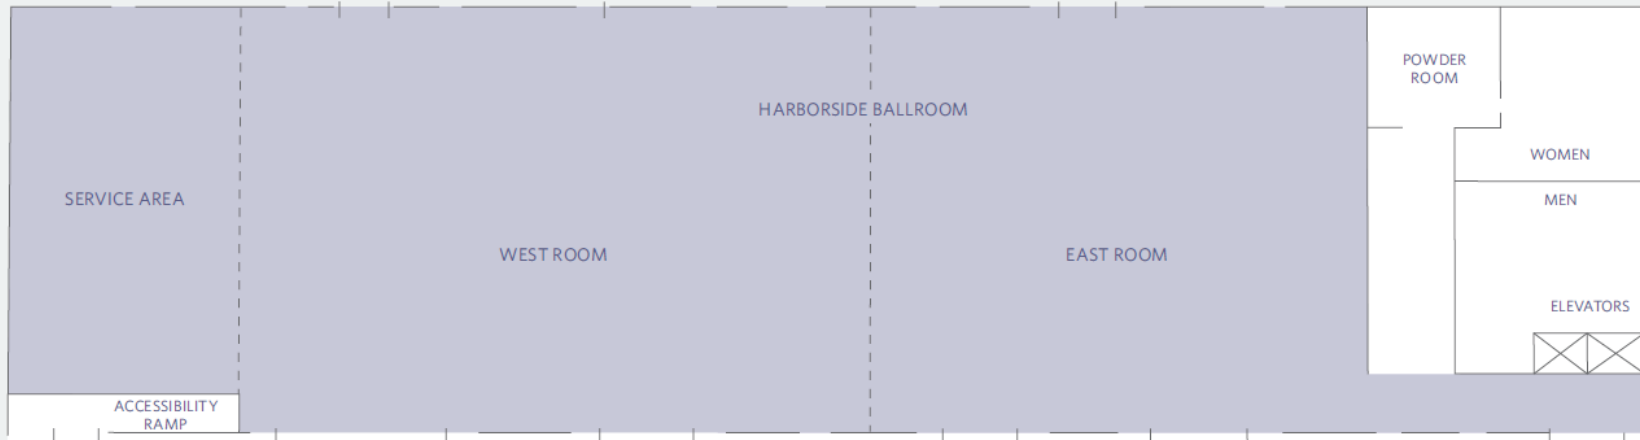 POWDER
ROOM
HARBORSIDE BALLROOM
WOMEN
SERVICE AREA
MEN
WEST ROOM
EAST ROOM
ELEVATORS
ACCESSIBILITY
RAMP